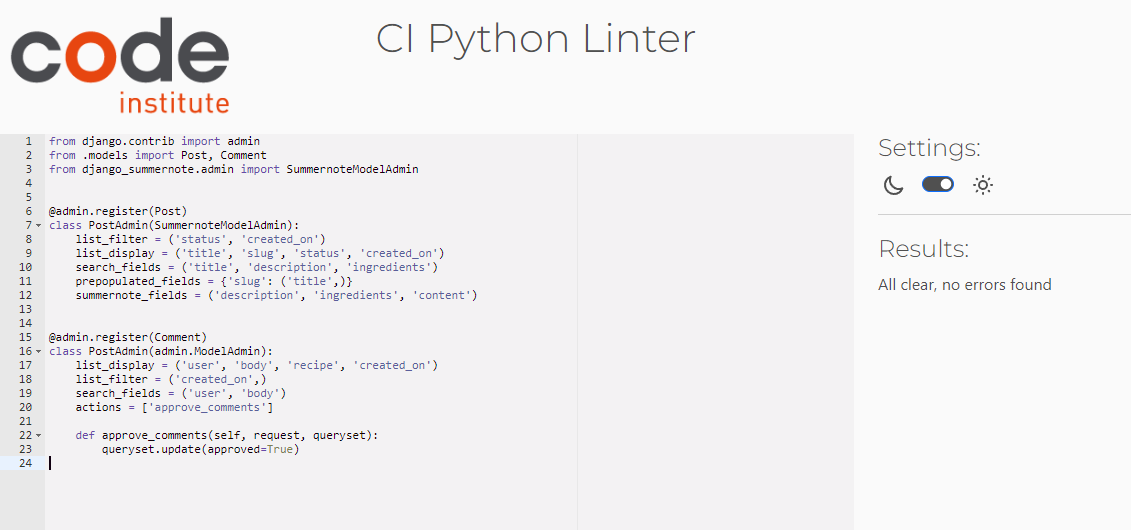 code
institute
CI Python Linter
1 from django.contrib import admin
2 from .models import Post, Comment
3 from django_summernote.admin import SummernoteModelAdmin
4
5
6 @admin.register(Post)
7 class PostAdmin(SummernoteModelAdmin):
8     list_filter = ('status', 'created_on')
9     list_display = ('title', 'slug', 'status', 'created_on')
10     search_fields = ('title', 'description', 'ingredients')
11     prepopulated_fields = {'slug': ('title',)}
12     summernote_fields = ('description', 'ingredients', 'content')
13
14
15 @admin.register(Comment)
16 class PostAdmin(admin.ModelAdmin):
17     list_display = ('user', 'body', 'recipe', 'created_on')
18     list_filter = ('created_on',)
19     search_fields = ('user', 'body')
20     actions = ['approve_comments']
21
22     def approve_comments(self, request, queryset):
23         queryset.update(approved=True)
24
Settings:
Results:
All clear, no errors found